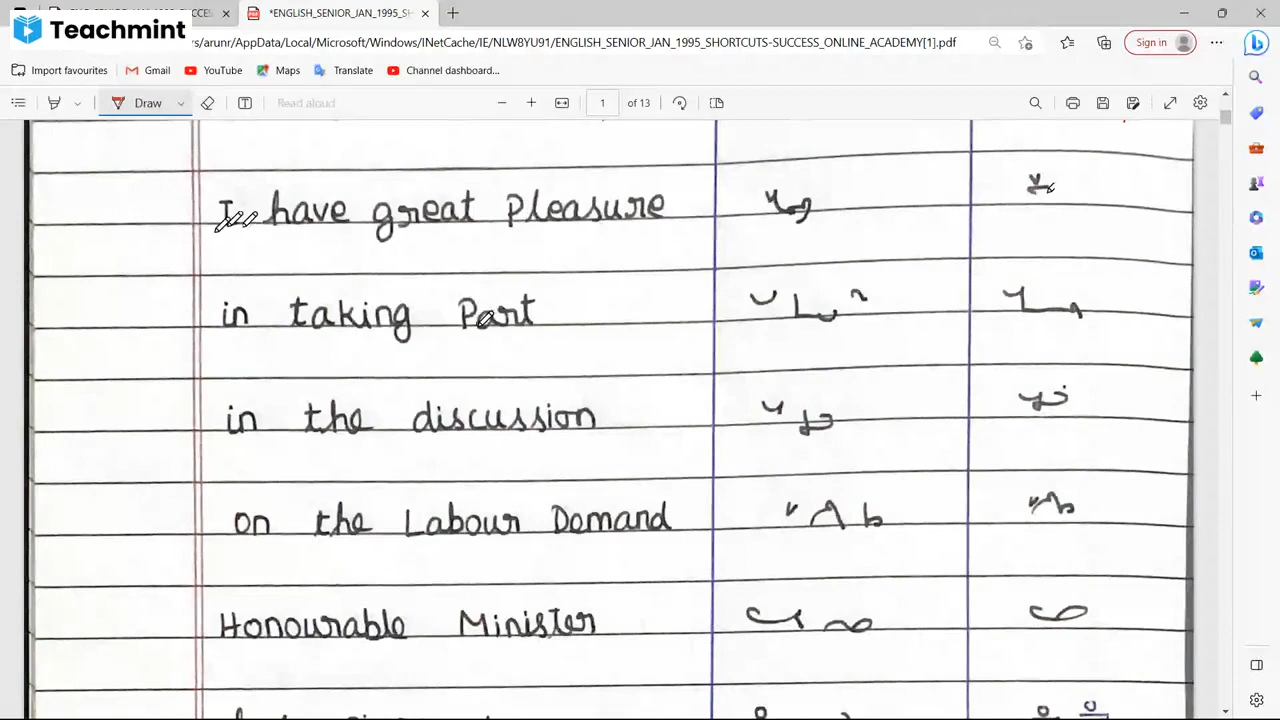 ENGLISH_SENIOR_JAN_1995_SUCCES
*ENGLISH_SENIOR_JAN_1995_SH
Teachmint
s/arunr/AppData/Local/Microsoft/Windows/INetCache/IE/NLW8YU91/ENGLISH_SENIOR_JAN_1995_SHORTCUTS-SUCCESS_ONLINE_ACADEMY[1].pdf
Sign in
Import favourites
Gmail
YouTube
Maps
Translate
Channel dashboard...
Draw
Read aloud
1 of 13
I have great Pleasure
in taking Part
in the discussion
on the Labour Demand
Honourable Minister